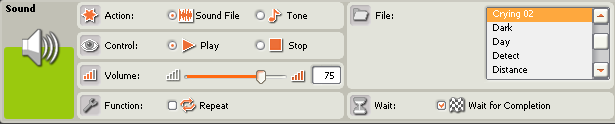 Sound
Action: Sound File Tone
Control: Play Stop
Volume: 75
Function: Repeat
File: Crying 02
Dark
Day
Detect
Distance
Wait: Wait for Completion